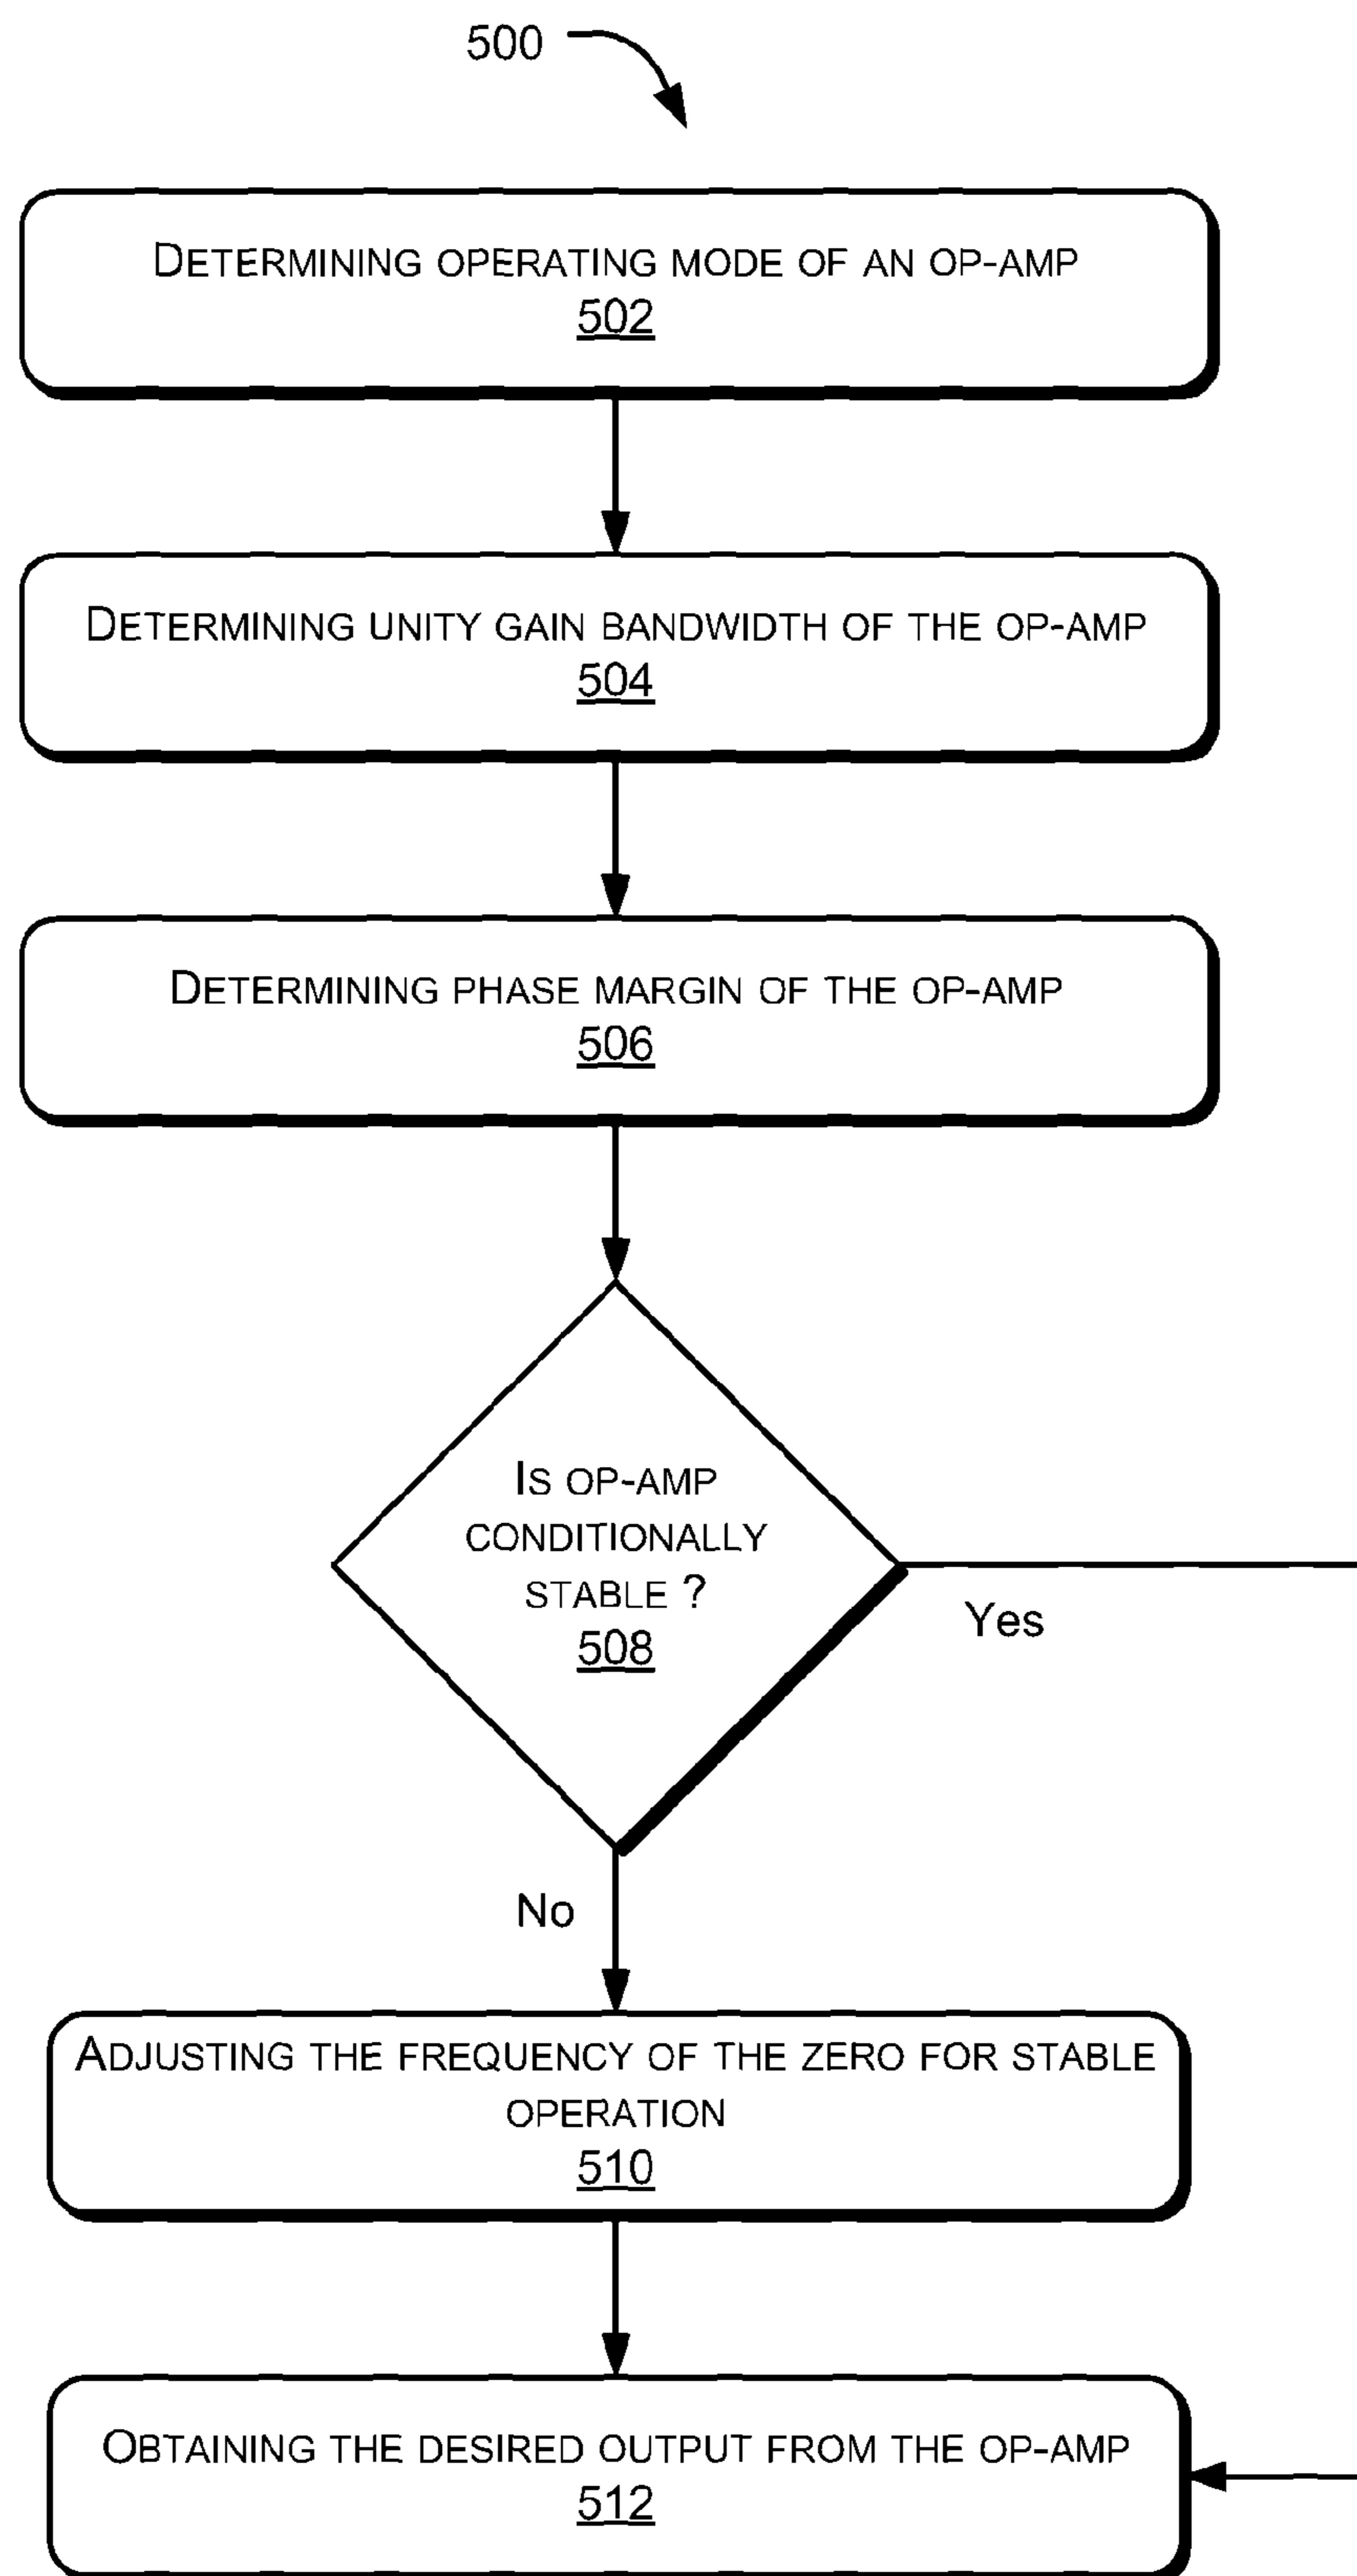 500
DETERMINING OPERATING MODE OF AN OP-AMP
502
DETERMINING UNITY GAIN BANDWIDTH OF THE OP-AMP
504
DETERMINING PHASE MARGIN OF THE OP-AMP
506
IS OP-AMP
CONDITIONALLY
STABLE ?
508
Yes
No
ADJUSTING THE FREQUENCY OF THE ZERO FOR STABLE
OPERATION
510
OBTAINING THE DESIRED OUTPUT FROM THE OP-AMP
512